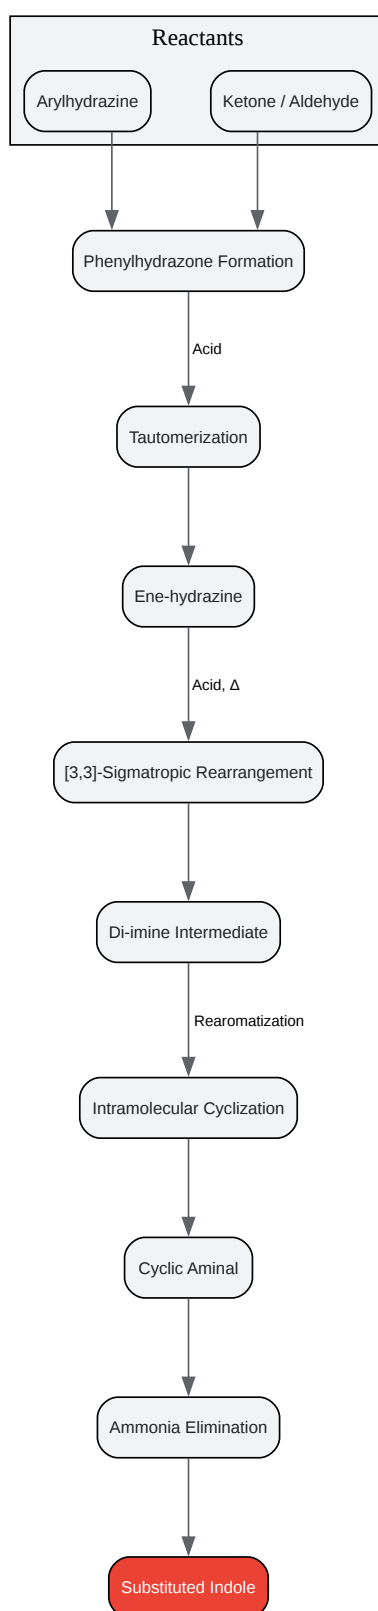 Reactants
Arylhydrazine
Ketone / Aldehyde
Phenylhydrazone Formation
Acid
Tautomerization
Ene-hydrazine
Acid, Δ
[3,3]-Sigmatropic Rearrangement
Di-imine Intermediate
Rearomatization
Intramolecular Cyclization
Cyclic Aminal
Ammonia Elimination
Substituted Indole